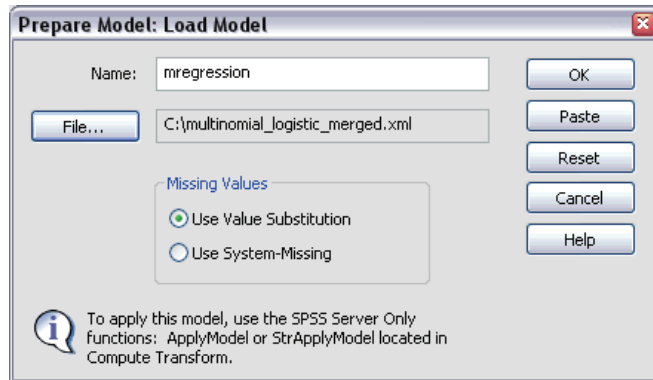 Prepare Model: Load Model
Name:
mregression
OK
File...
C:\multinomial_logistic_merged.xml
Paste
Reset
Missing Values
Use Value Substitution
Cancel
Use System-Missing
Help
To apply this model, use the SPSS Server Only
functions: ApplyModel or StrApplyModel located in
Compute Transform.